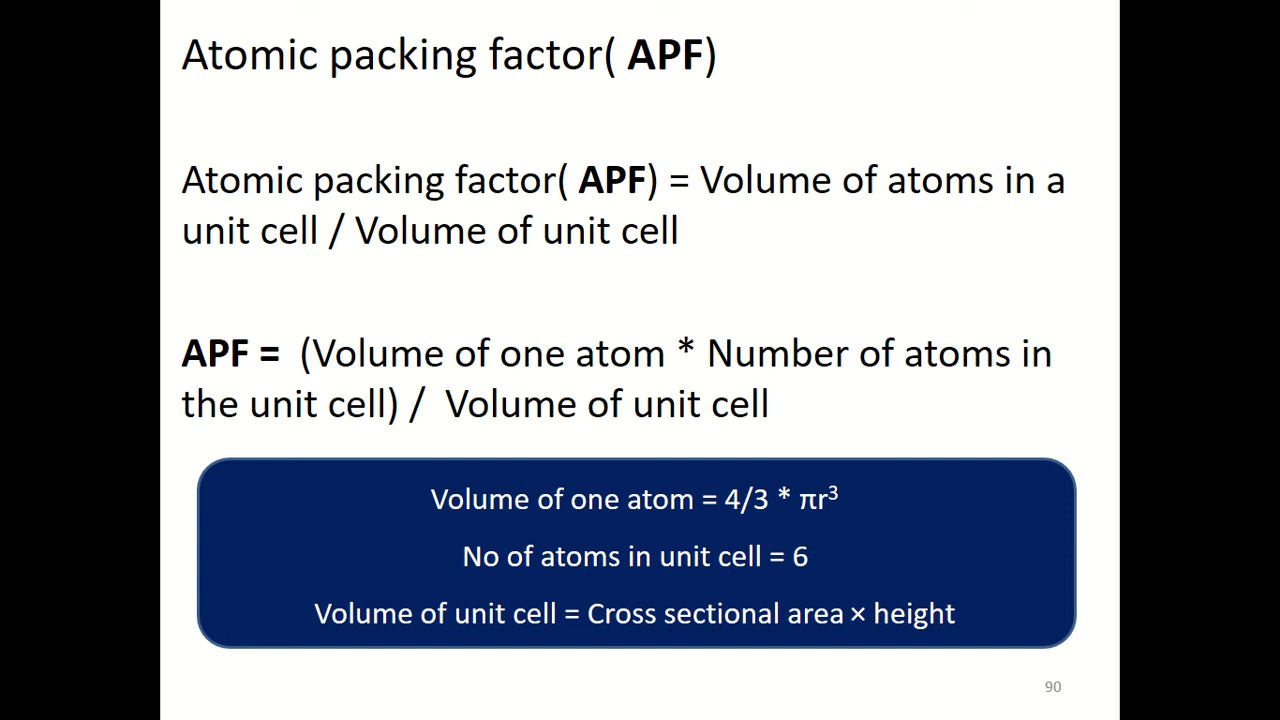 Atomic packing factor( APF)
Atomic packing factor( APF) = Volume of atoms in a
unit cell / Volume of unit cell
APF = (Volume of one atom * Number of atoms in
the unit cell) / Volume of unit cell
Volume of one atom = 4/3 * πr³
No of atoms in unit cell = 6
Volume of unit cell = Cross sectional area × height
90